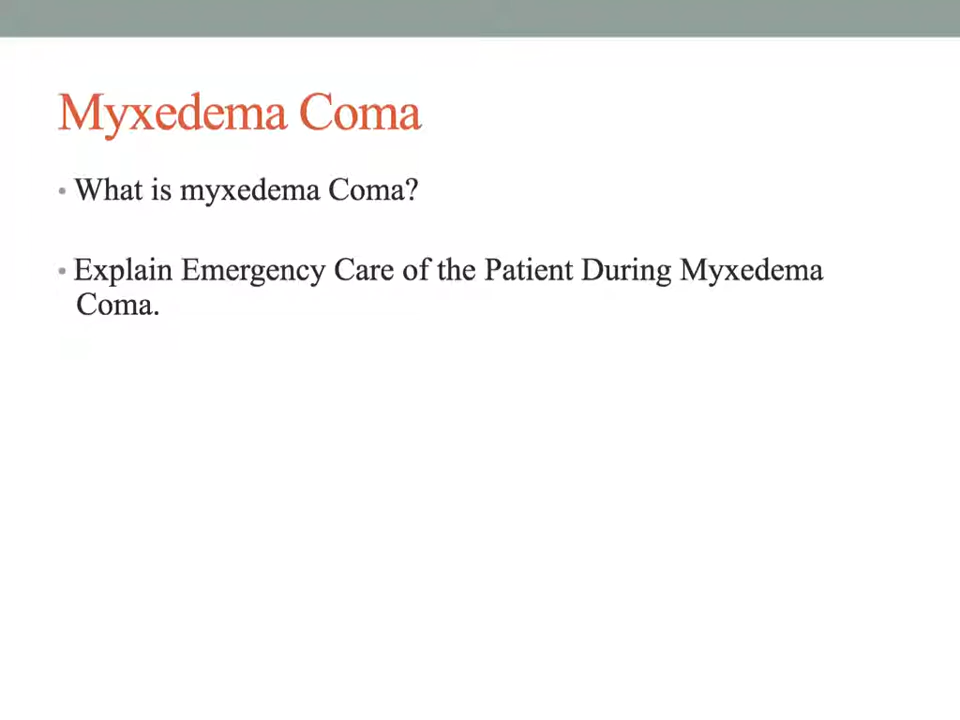 Myxedema Coma
• What is myxedema Coma?
• Explain Emergency Care of the Patient During Myxedema
Coma.